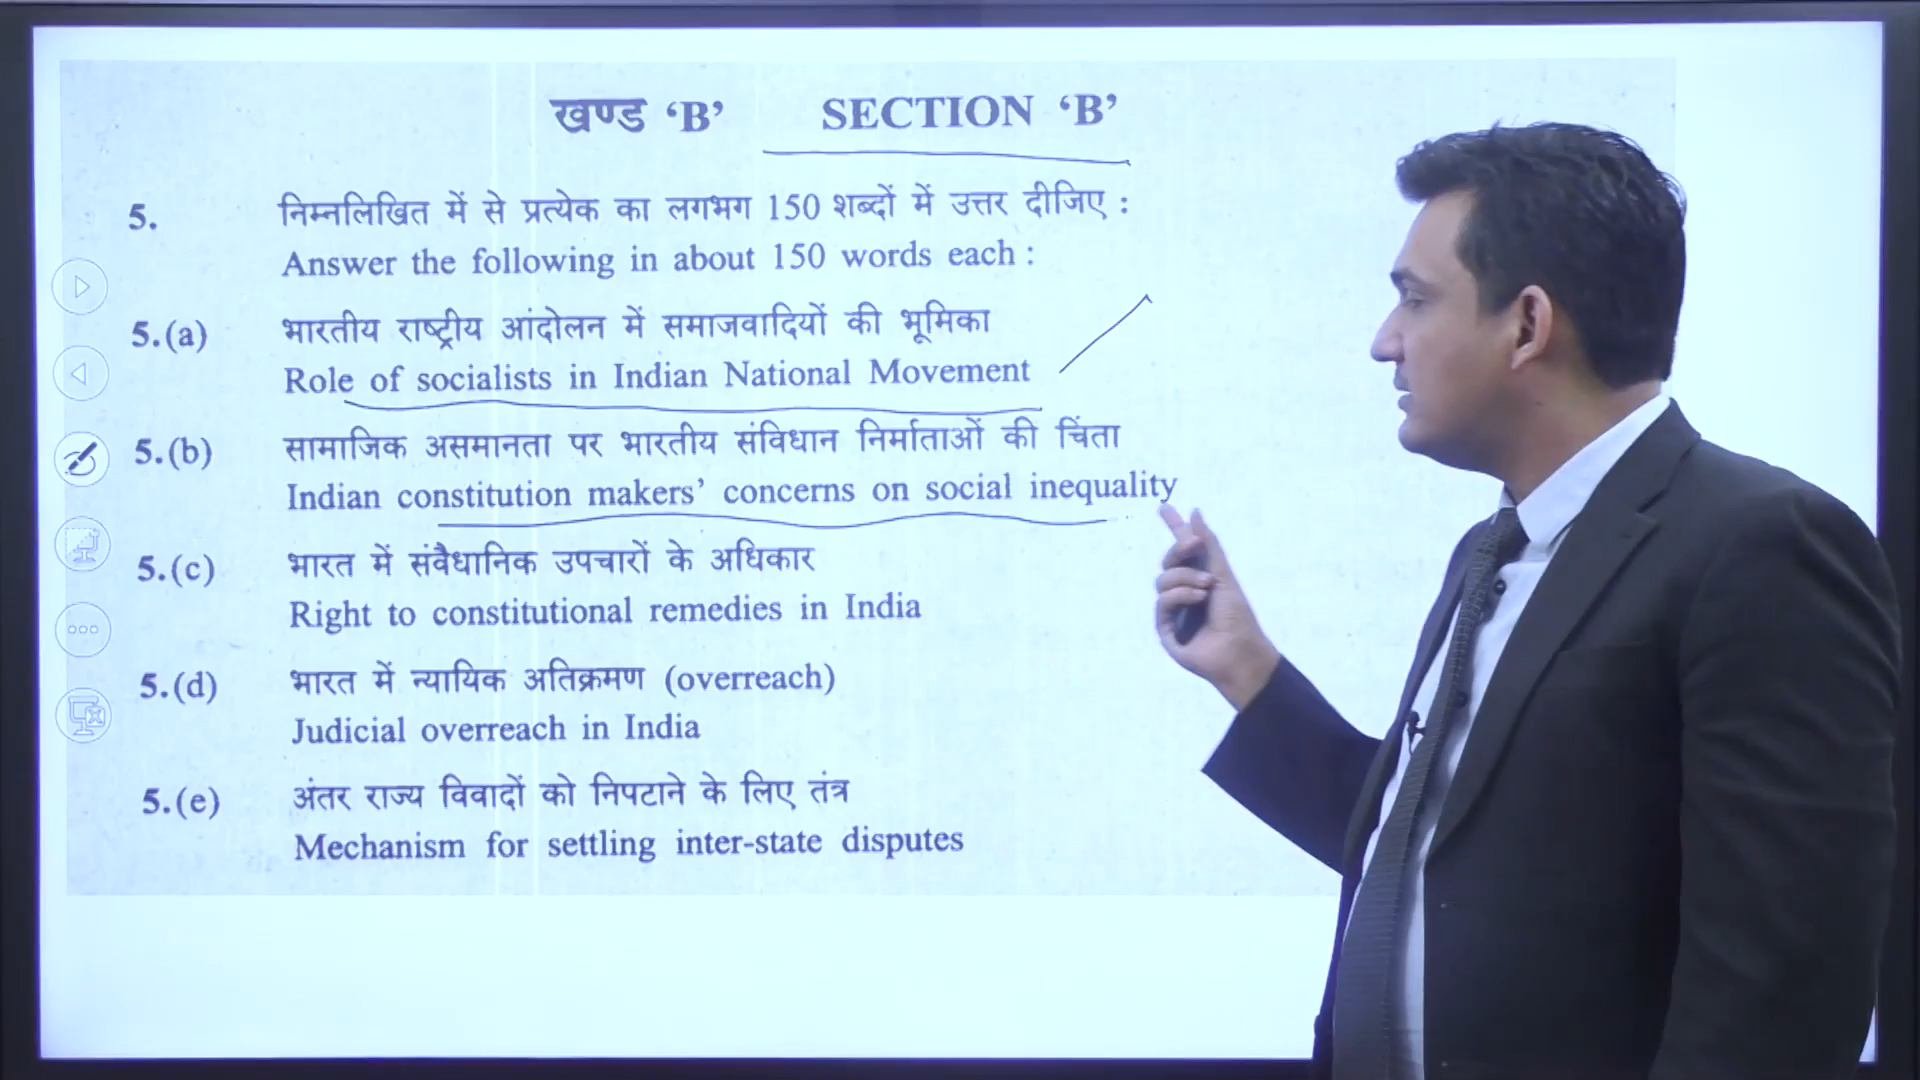 खण्ड ‘B’ SECTION ‘B’
5. निम्नलिखित में से प्रत्येक का लगभग 150 शब्दों में उत्तर दीजिए :
Answer the following in about 150 words each :
5.(a) भारतीय राष्ट्रीय आंदोलन में समाजवादियों की भूमिका
Role of socialists in Indian National Movement
5.(b) सामाजिक असमानता पर भारतीय संविधान निर्माताओं की चिंता
Indian constitution makers’ concerns on social inequality
5.(c) भारत में संवैधानिक उपचारों के अधिकार
Right to constitutional remedies in India
5.(d) भारत में न्यायिक अतिक्रमण (overreach)
Judicial overreach in India
5.(e) अंतर राज्य विवादों को निपटाने के लिए तंत्र
Mechanism for settling inter-state disputes